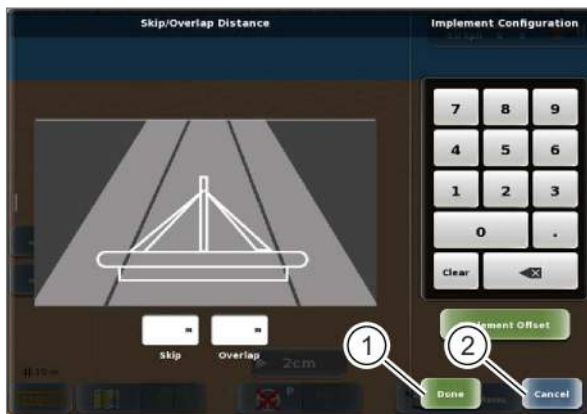 Skip/Overlap Distance
Implement Configuration
7 8 9
4 5 6
1 2 3
0 .
Clear
m m
Skip Overlap
Offset
1 2
2cm
Done Cancel